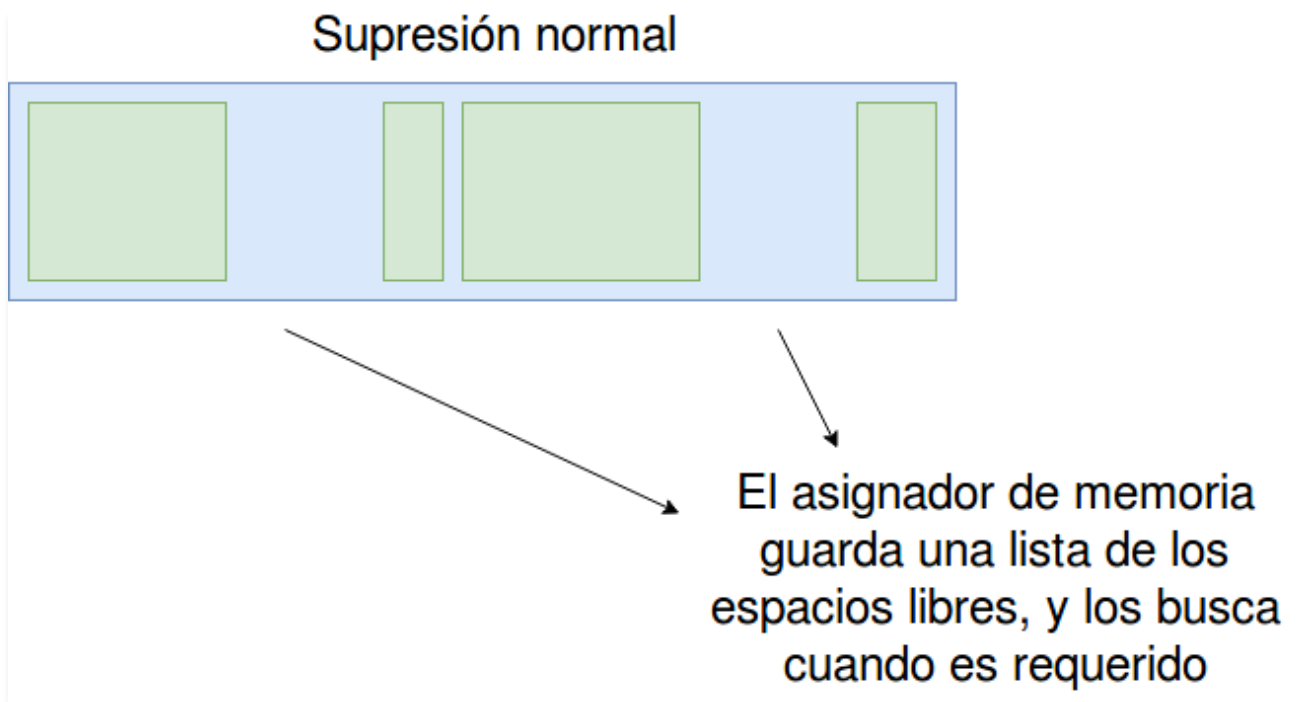 Supresión normal
El asignador de memoria
guarda una lista de los
espacios libres, y los busca
cuando es requerido